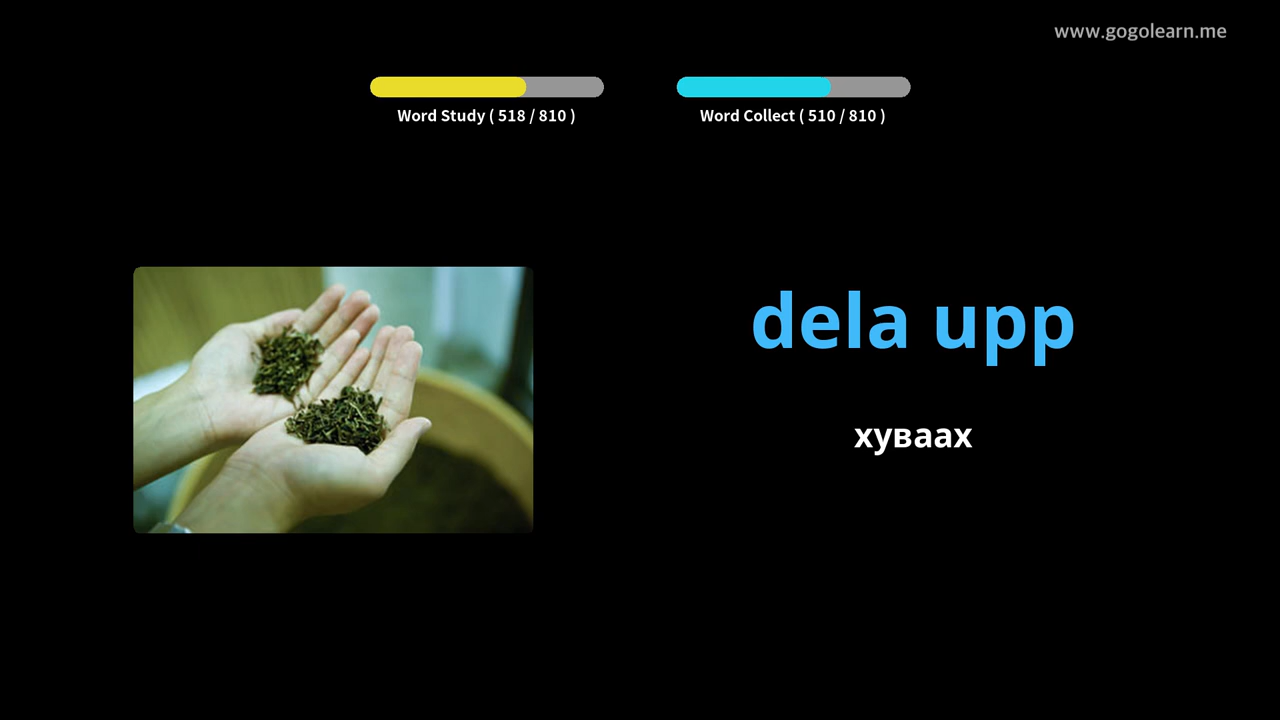 www.gogolearn.me
Word Study ( 518 / 810 )
Word Collect ( 510 / 810 )
dela upp
хуваах